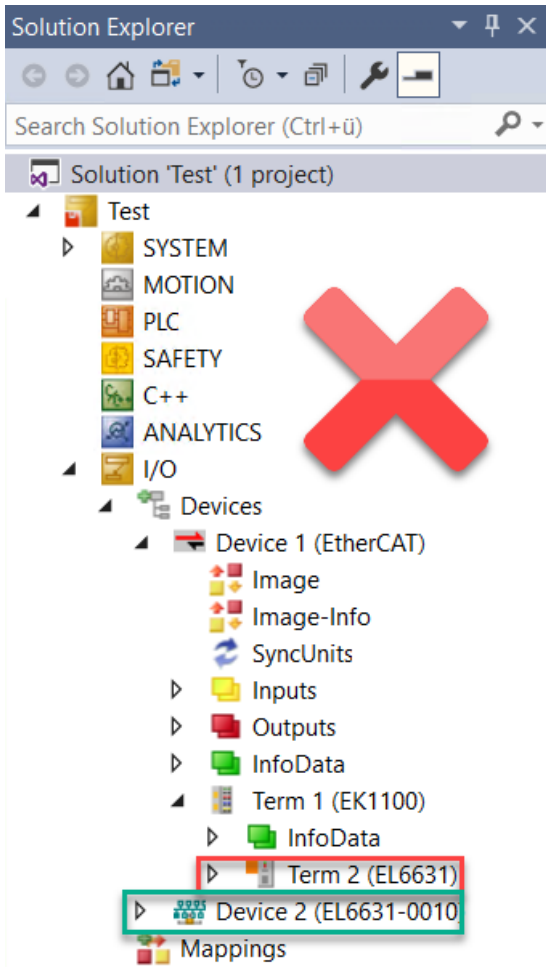 Solution Explorer
Search Solution Explorer (Ctrl+ü)
Solution 'Test' (1 project)
Test
SYSTEM
MOTION
PLC
SAFETY
C++
ANALYTICS
I/O
Devices
Device 1 (EtherCAT)
Image
Image-Info
SyncUnits
Inputs
Outputs
InfoData
Term 1 (EK1100)
InfoData
Term 2 (EL6631)
Device 2 (EL6631-0010)
Mappings